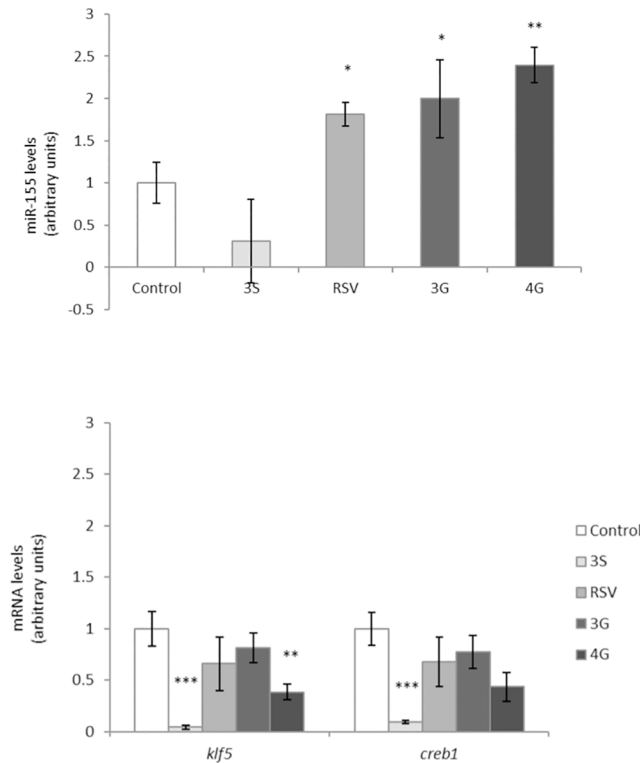 3
**
*
*
2.5
2
1.5
1
0.5
0
-0.5
miR-155 levels
(arbitrary units)
Control 3S RSV 3G 4G
3
2.5
2
1.5
1
0.5
0
mRNA levels
(arbitrary units)
*** **
***
klf5 creb1
Control
3S
RSV
3G
4G